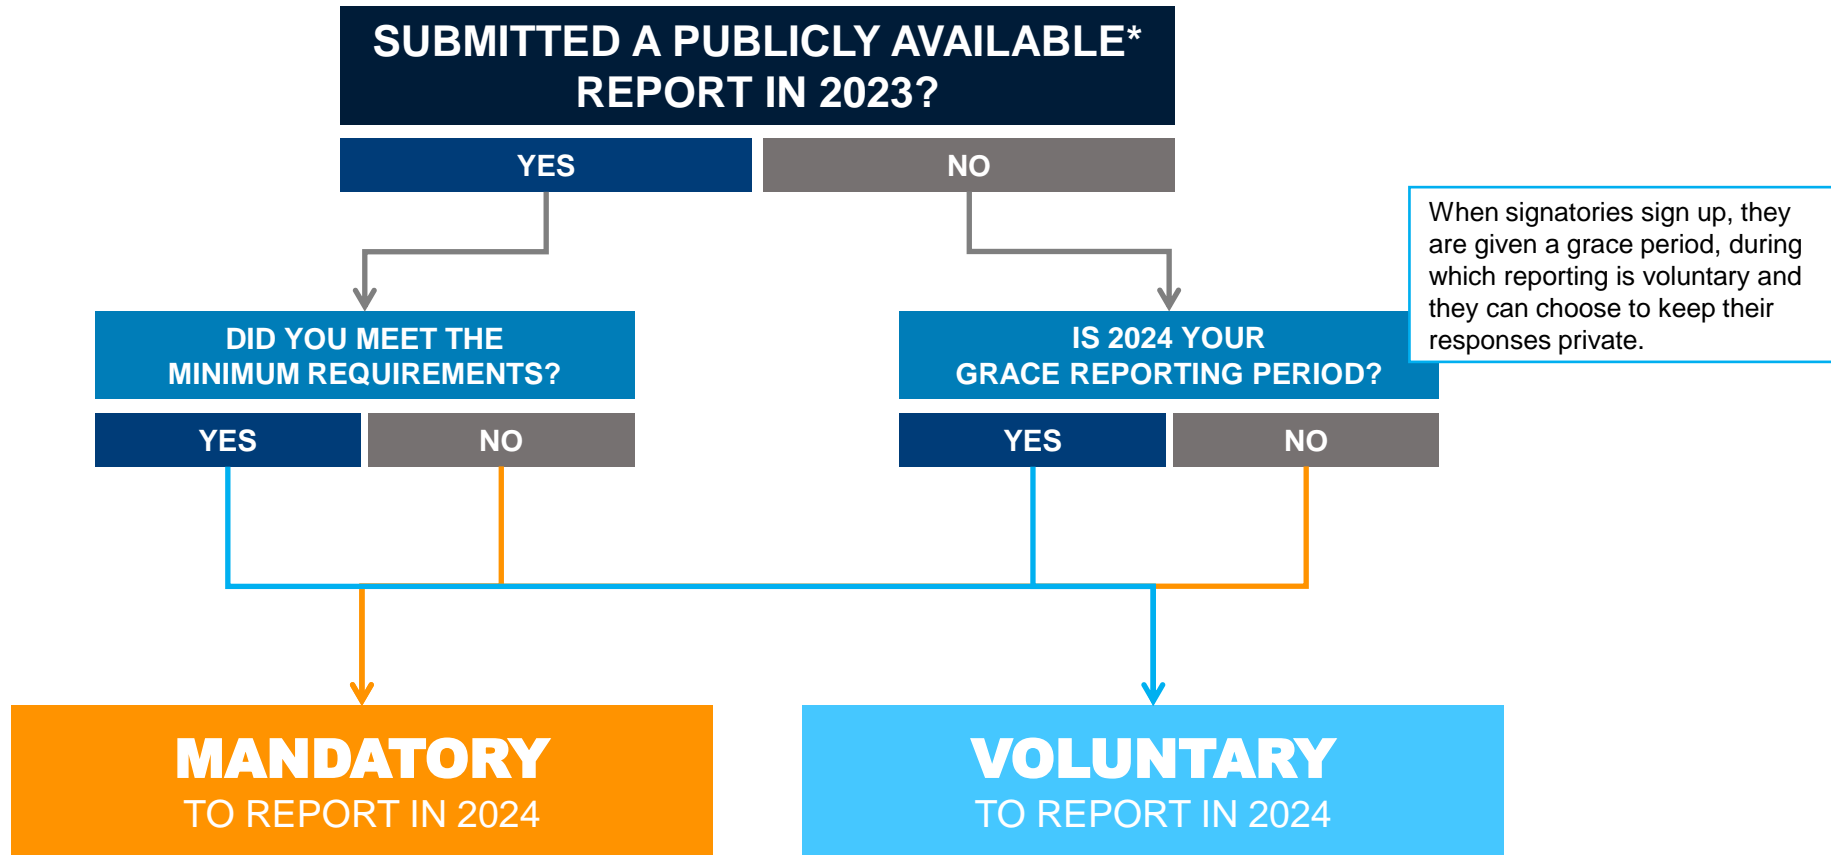 SUBMITTED A PUBLICLY AVAILABLE*
REPORT IN 2023?
YES
NO
When signatories sign up, they
are given a grace period, during
which reporting is voluntary and
they can choose to keep their
responses private.
DID YOU MEET THE
MINIMUM REQUIREMENTS?
IS 2024 YOUR
GRACE REPORTING PERIOD?
YES
NO
YES
NO
MANDATORY
TO REPORT IN 2024
VOLUNTARY
TO REPORT IN 2024